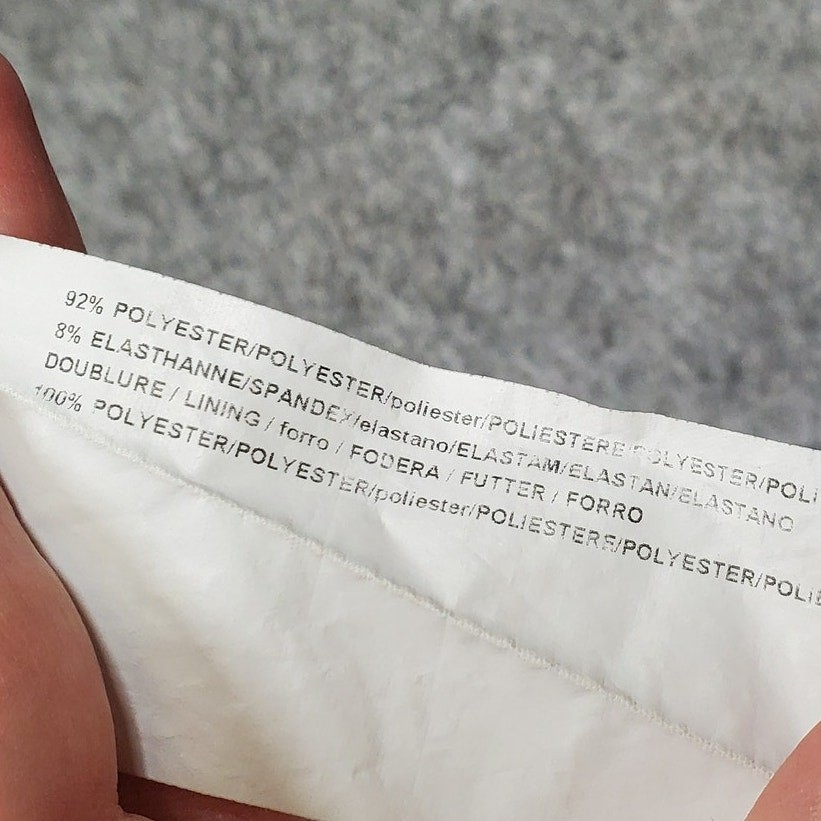 92% POLYESTER/POLYESTER/poliester/POLIESTERE/POLYESTER/POLI
8% ELASTHANNE/SPANDEX/elastano/ELASTAM/ELASTAN/ELASTANO
DOUBLURE / LINING / forro / FODERA / FUTTER / FORRO
100% POLYESTER/POLYESTER/poliester/POLIESTERE/POLYESTER/POLIE